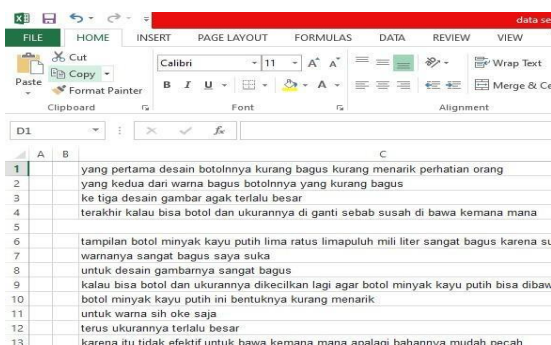 data se
FILE HOME INSERT PAGE LAYOUT FORMULAS DATA REVIEW VIEW
Cut
Copy
Format Painter
Paste
Calibri 11
B I U
Wrap Text
Merge & Ce
Clipboard Font Alignment
D1 fx
A B C
1 yang pertama desain botolnnya kurang bagus kurang menarik perhatian orang
2 yang kedua dari warna bagus botolnnya yang kurang bagus
3 ke tiga desain gambar agak terlalu besar
4 terakhir kalau bisa botol dan ukurannya di ganti sebab susah di bawa kemana mana
5
6 tampilan botol minyak kayu putih lima ratus limapuluh mili liter sangat bagus karena su
7 warnanya sangat bagus saya suka
8 untuk desain gambarnya sangat bagus
9 kalau bisa botol dan ukurannya dikecilkan lagi agar botol minyak kayu putih bisa dibaw
10 botol minyak kayu putih ini bentuknya kurang menarik
11 untuk warna sih oke saja
12 terus ukurannya terlalu besar
13 karena itu tidak efektif untuk bawa kemana mana apalagi bahannya mudah pecah